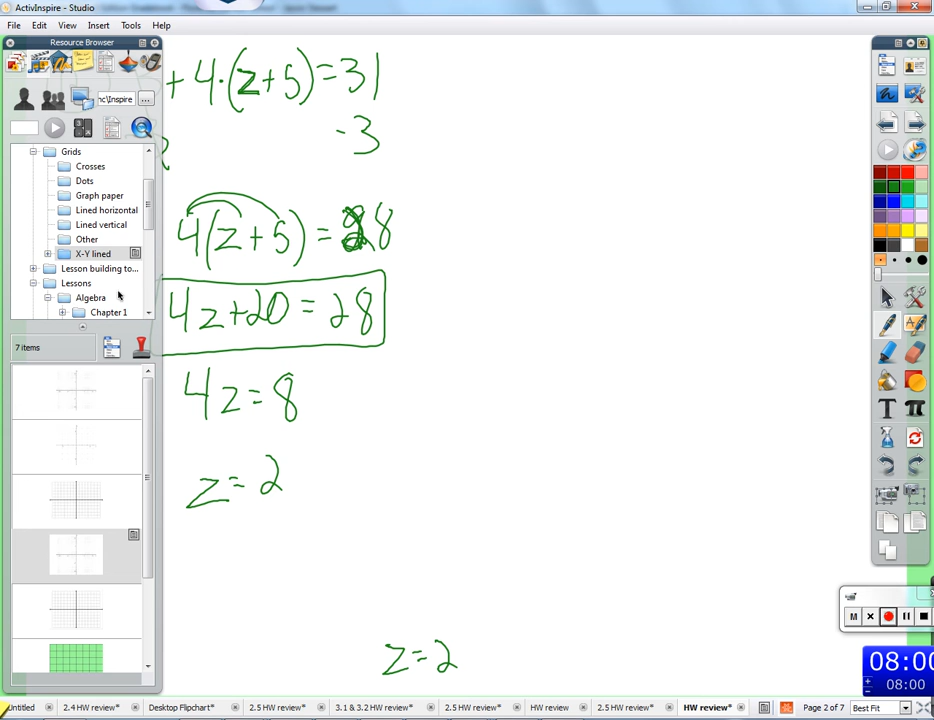 ActivInspire - Studio
File Edit View Insert Tools Help
Resource Browser
nc\Inspire ...
Grids
Crosses
Dots
Graph paper
Lined horizontal
Lined vertical
Other
X-Y lined
Lesson building to...
Lessons
Algebra
Chapter 1
7 items
+ 4·(z+5)=31
-3
4(z+5)=28
4z+20=28
4z=8
z=2
z=2
T π
M
08:00
08:00
Untitled 2.4 HW review* Desktop Flipchart* 2.5 HW review* 3.1 & 3.2 HW review* 2.5 HW review* HW review 2.5 HW review* HW review* Page 2 of 7 Best Fit